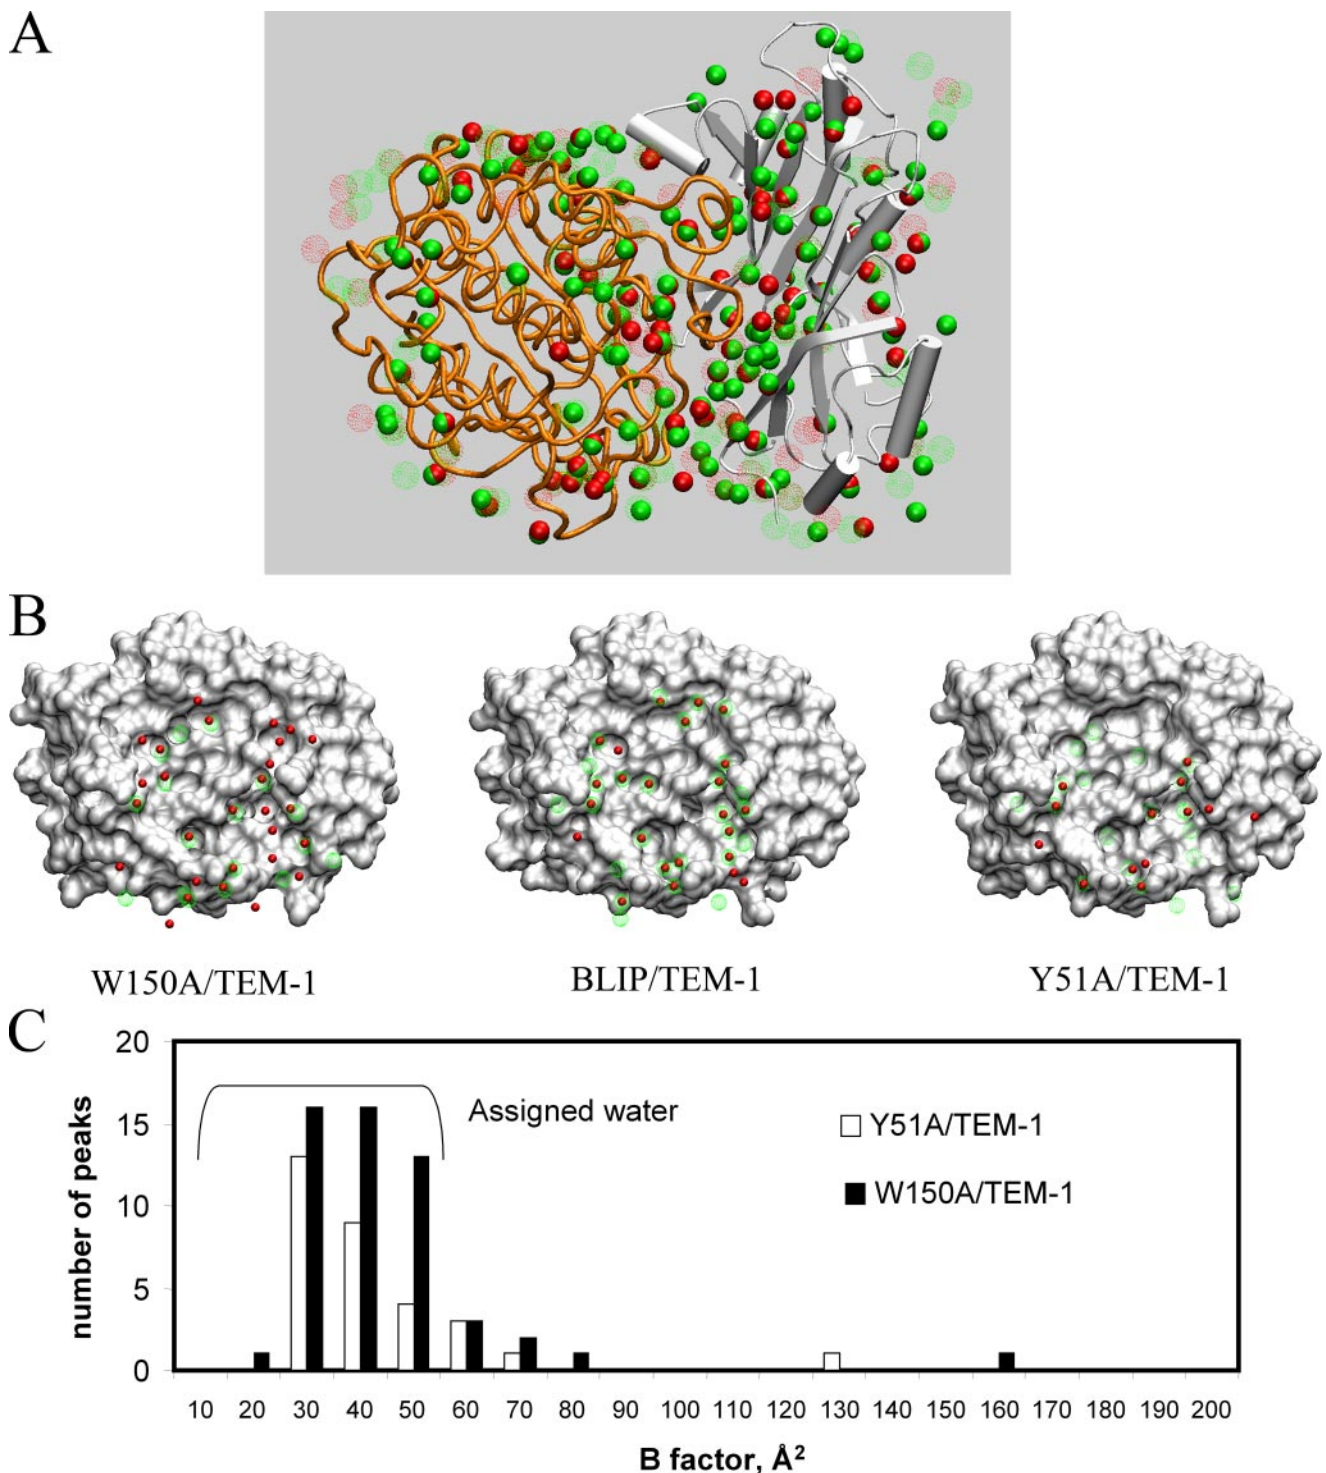 A
B
W150A/TEM-1 BLIP/TEM-1 Y51A/TEM-1
C
20
15
10
5
0
number of peaks
Assigned water
Y51A/TEM-1
W150A/TEM-1
10 20 30 40 50 60 70 80 90 100 110 120 130 140 150 160 170 180 190 200
B factor, Å²